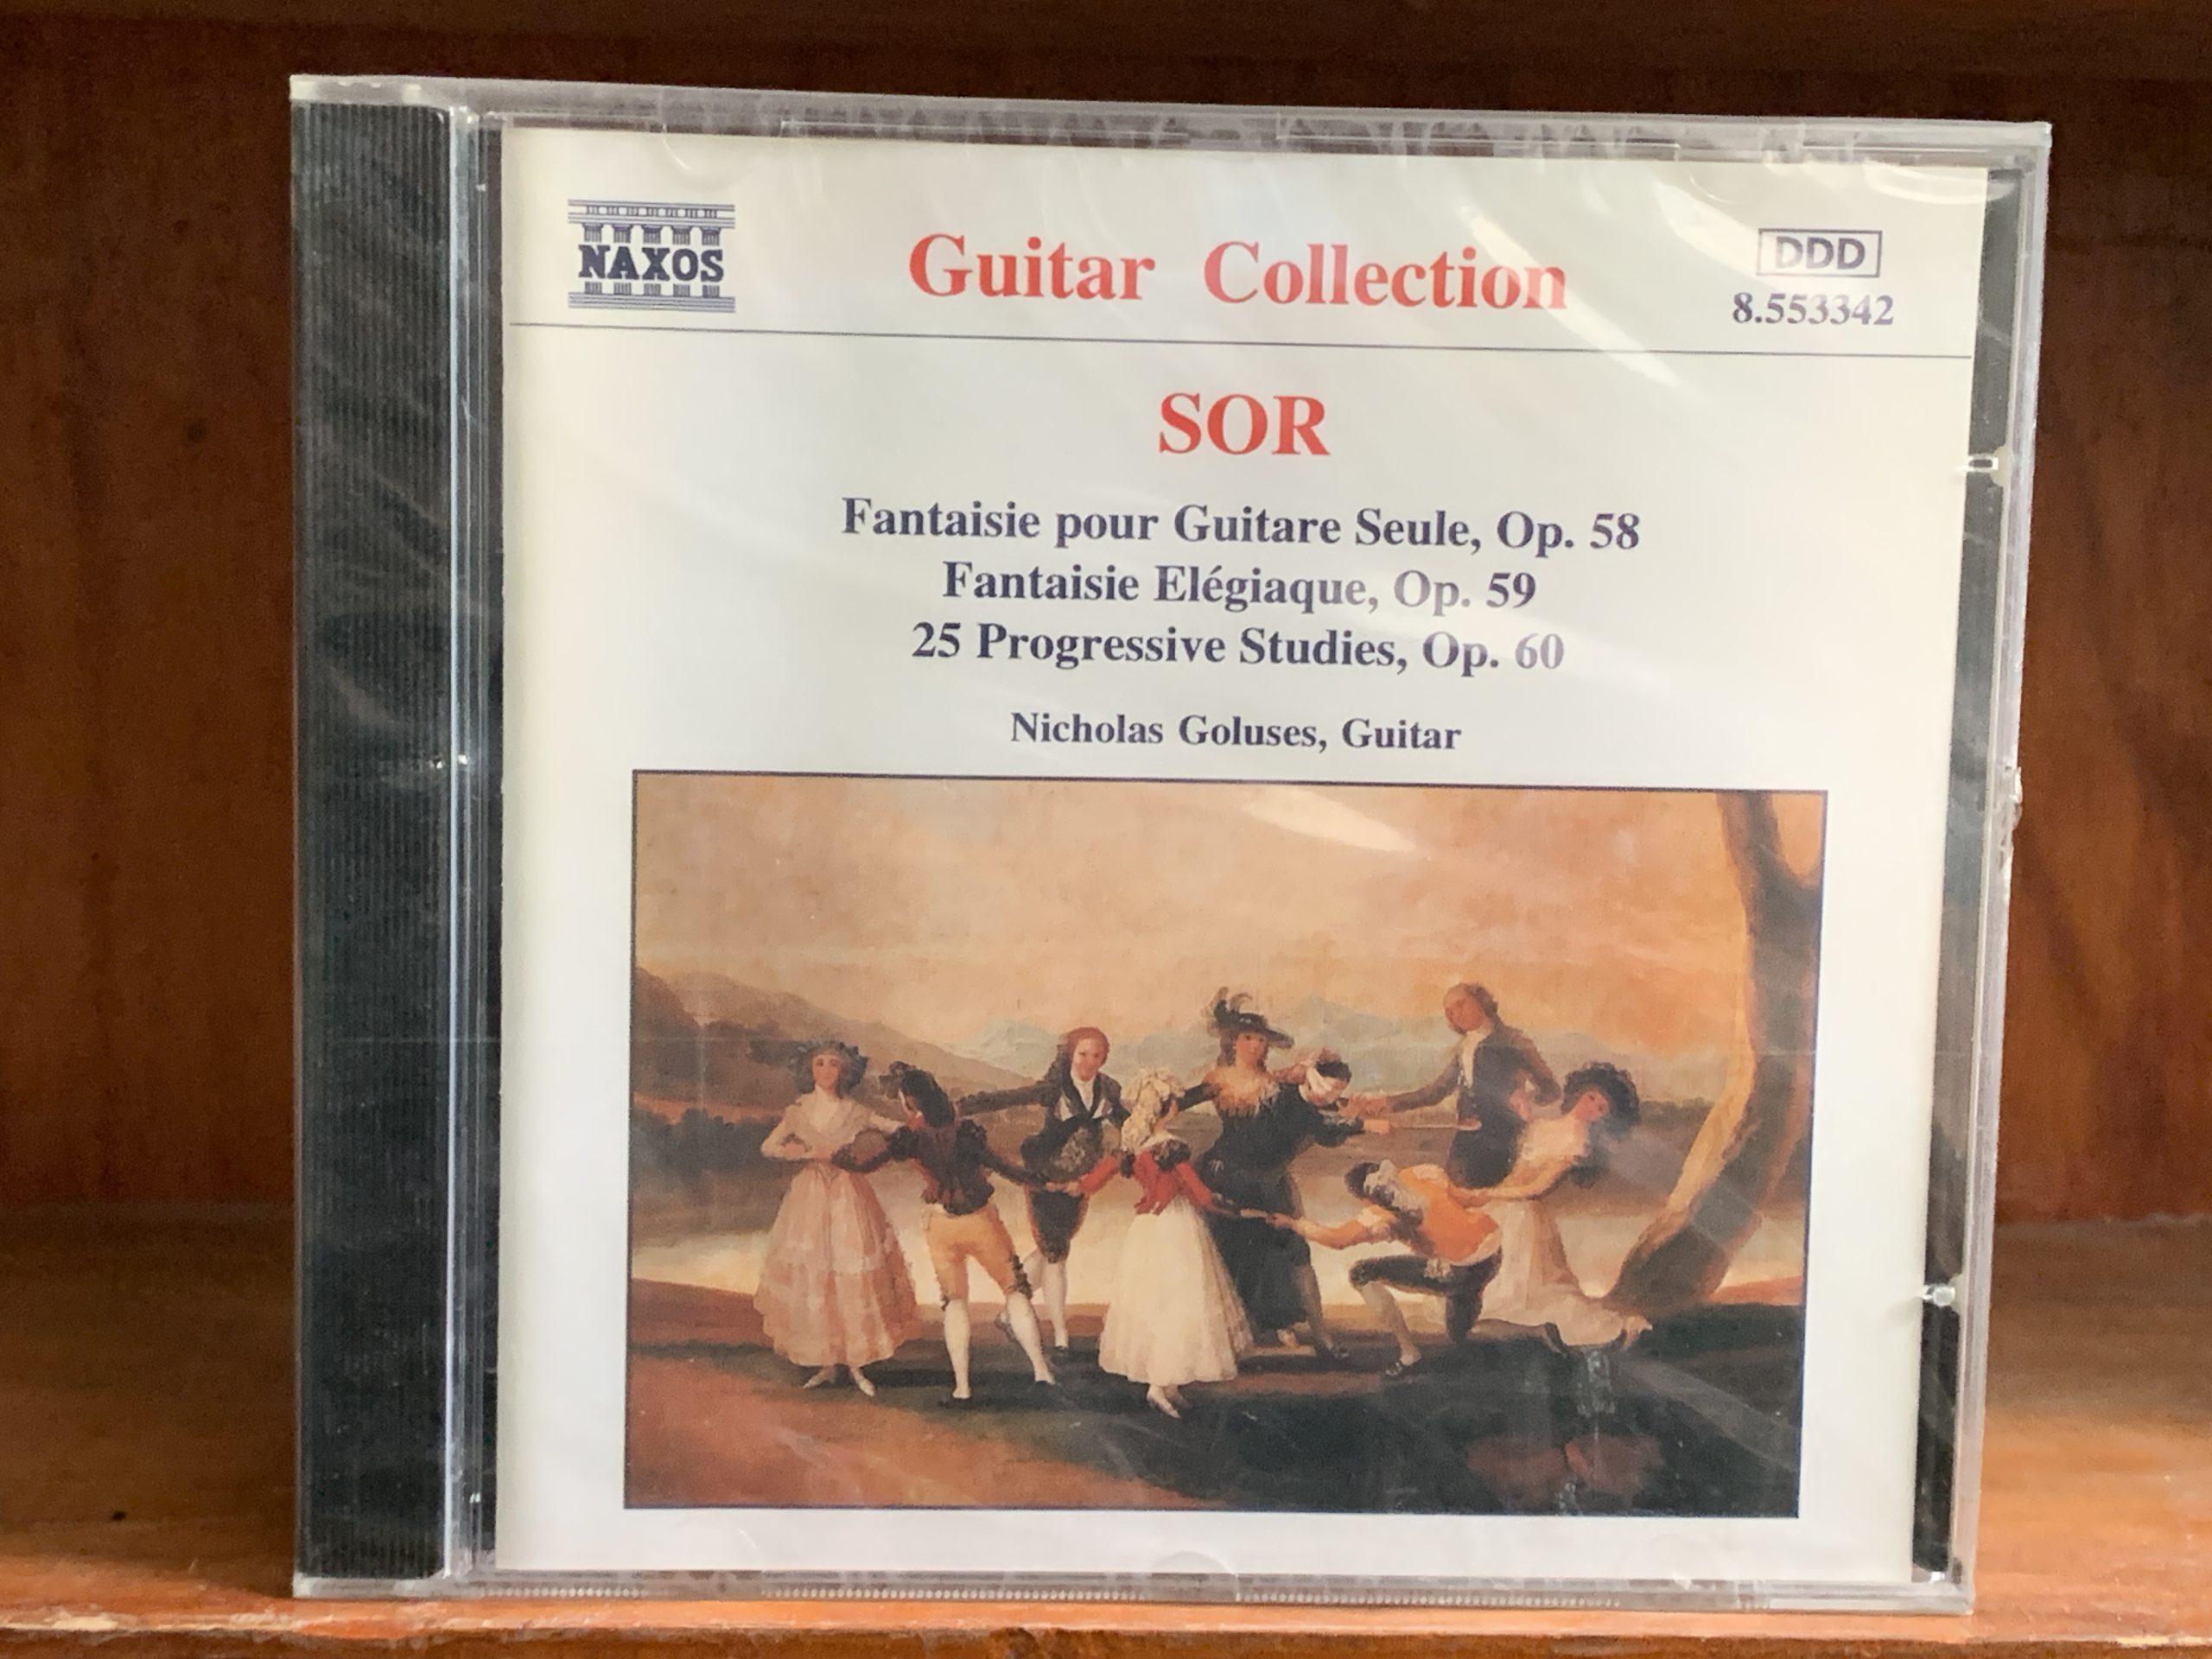 NAXOS
Guitar Collection
DDD
8.553342
SOR
Fantaisie pour Guitare Seule, Op. 58
Fantaisie Elégiaque, Op. 59
25 Progressive Studies, Op. 60
Nicholas Goluses, Guitar